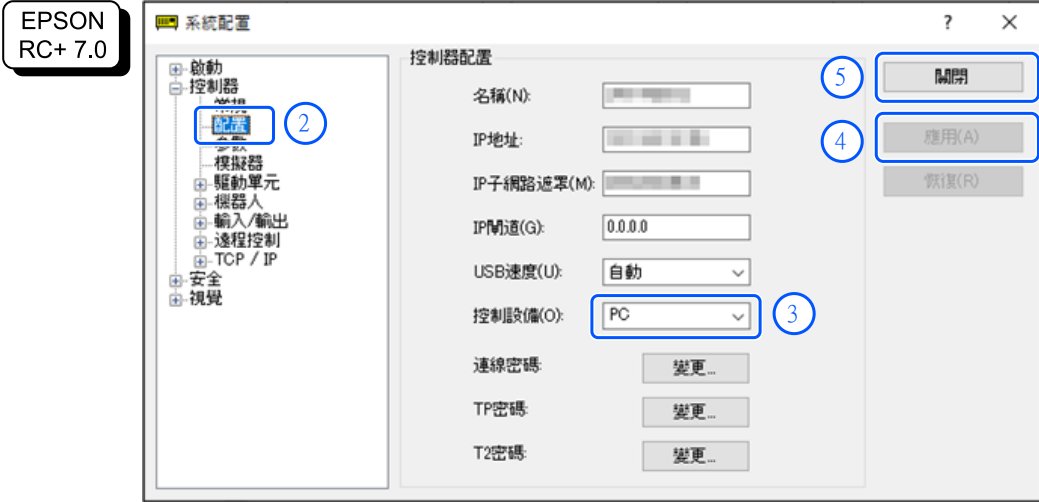 EPSON
RC+ 7.0
系統配置
?
啟動
控制器
常規
配置
2
參數
模擬器
驅動單元
機器人
輸入/輸出
遠程控制
TCP / IP
安全
視覺
控制器配置
名稱(N):
IP地址:
IP子網路遮罩(M):
IP閘道(G):
0.0.0.0
USB速度(U):
自動
控制設備(O):
PC
3
連線密碼:
變更...
TP密碼:
變更...
T2密碼:
變更...
5
關閉
4
應用(A)
恢復(R)